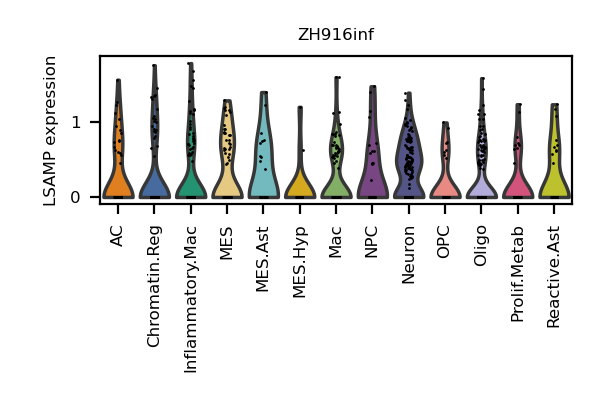 ZH916inf
LSAMP expression
1
0
AC
Chromatin.Reg
Inflammatory.Mac
MES
MES.Ast
MES.Hyp
Mac
NPC
Neuron
OPC
Oligo
Prolif.Metab
Reactive.Ast